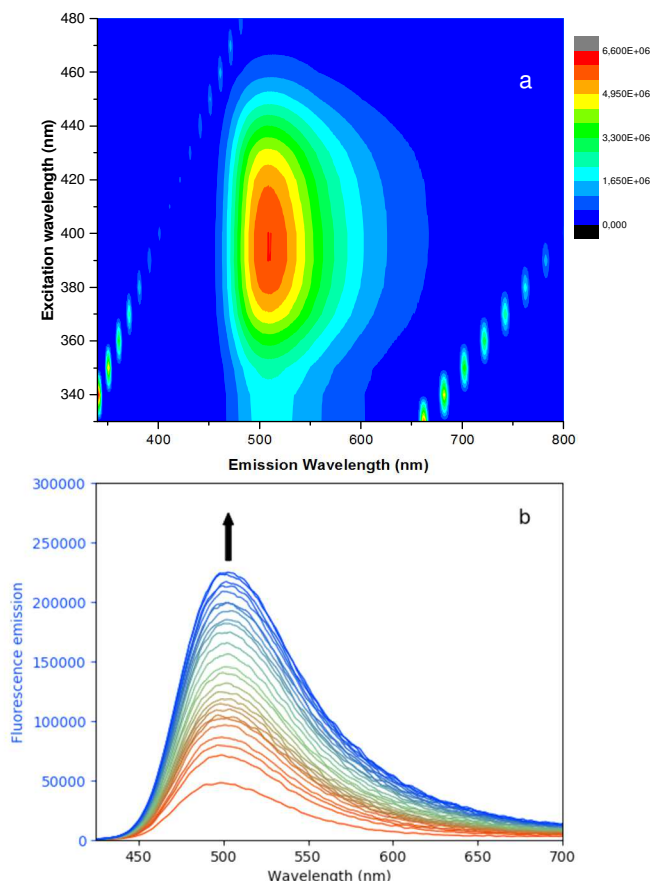 480
460
440
420
400
380
360
340
Excitation wavelength (nm)
a
6,600E+06
4,950E+06
3,300E+06
1,650E+06
0,000
400 500 600 700 800
Emission Wavelength (nm)
300000
250000
200000
150000
100000
50000
0
Fluorescence emission
b
450 500 550 600 650 700
Wavelength (nm)